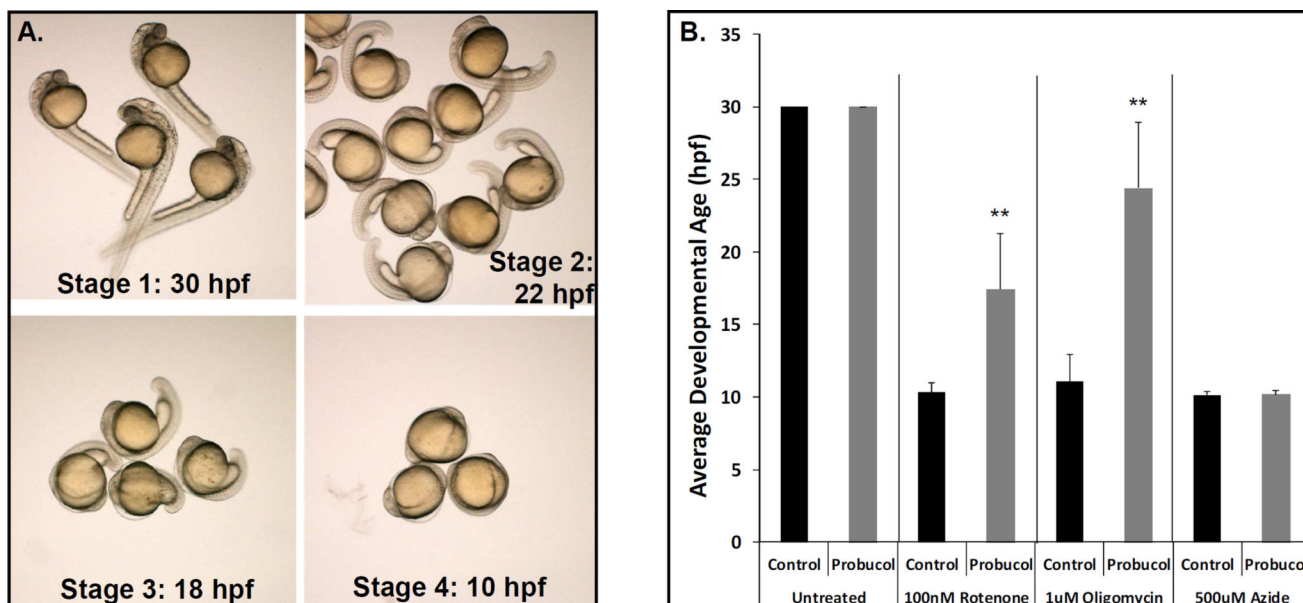 A.
Stage 1: 30 hpf
Stage 2:
22 hpf
Stage 3: 18 hpf
Stage 4: 10 hpf
B.
Average Developmental Age (hpf)
35
30
25
20
15
10
5
0
**
**
Control Probucol Control Probucol Control Probucol Control Probucol
Untreated 100nM Rotenone 1uM Oligomycin 500uM Azide